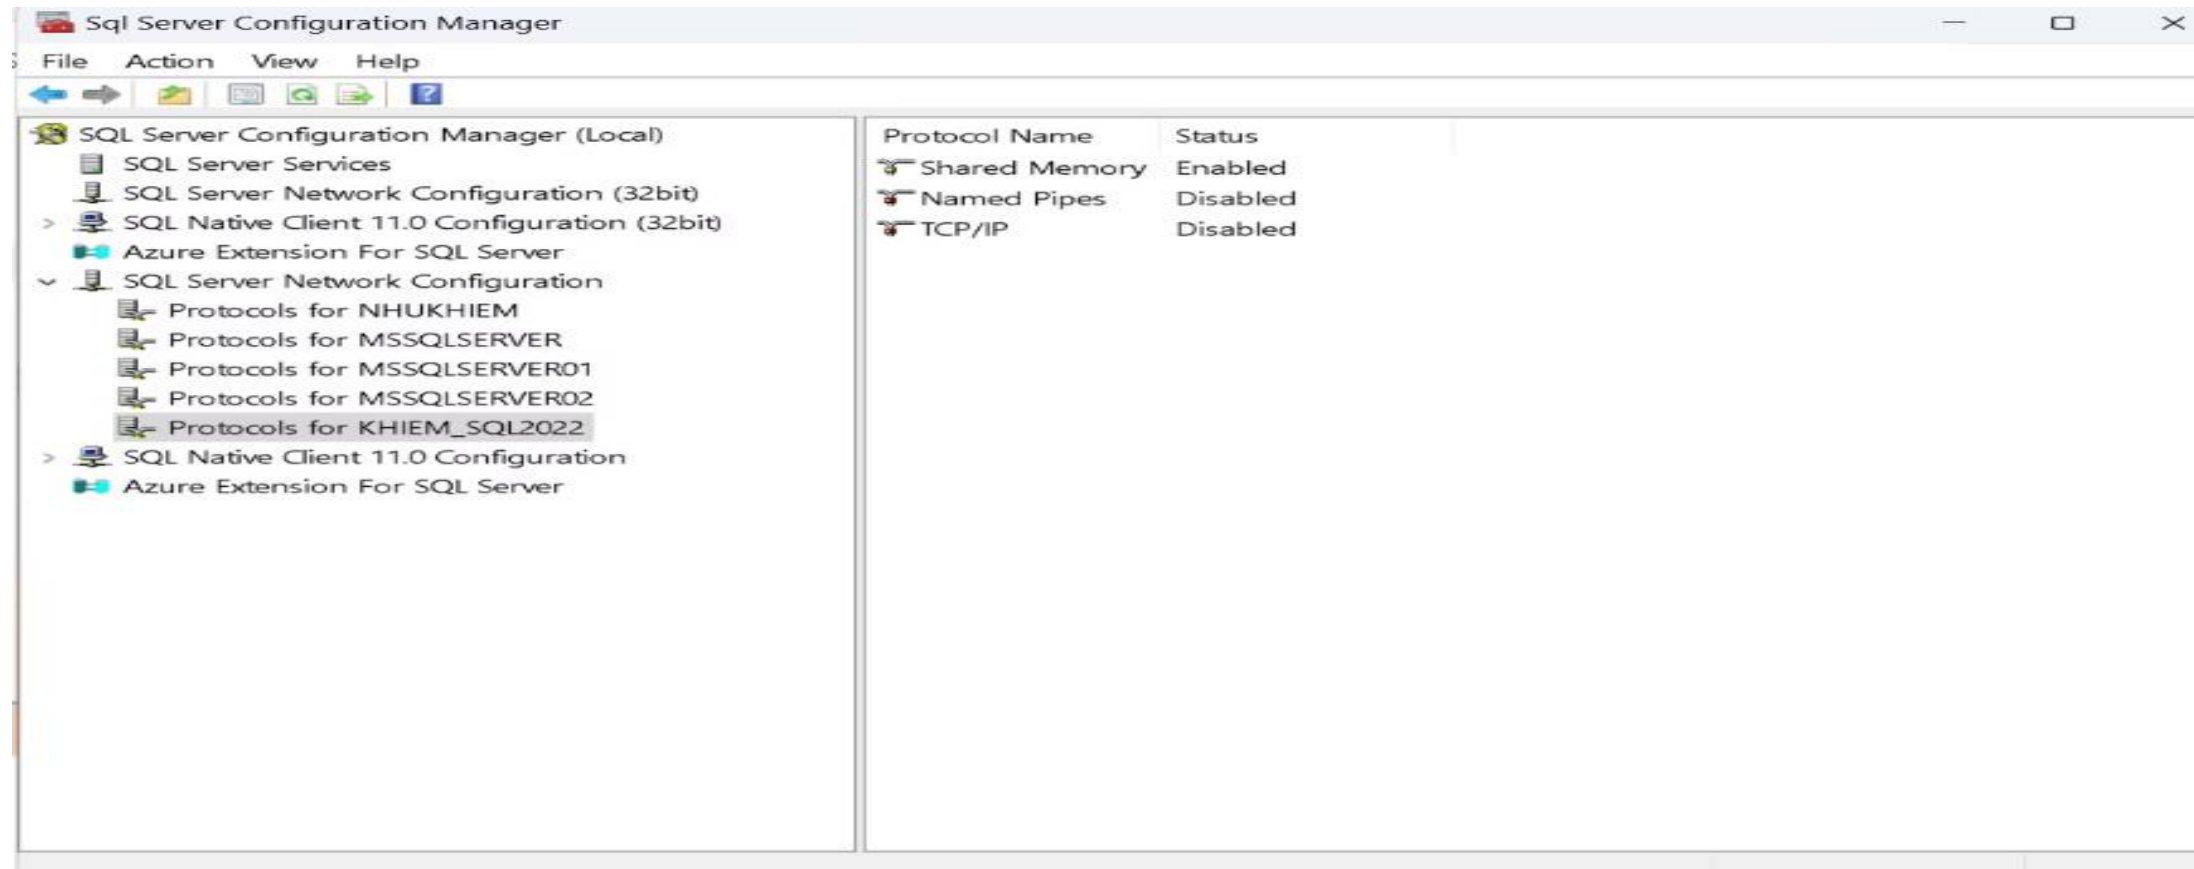 Sql Server Configuration Manager
File Action View Help
SQL Server Configuration Manager (Local)
SQL Server Services
SQL Server Network Configuration (32bit)
SQL Native Client 11.0 Configuration (32bit)
Azure Extension For SQL Server
SQL Server Network Configuration
Protocols for NHUKHIEM
Protocols for MSSQLSERVER
Protocols for MSSQLSERVER01
Protocols for MSSQLSERVER02
Protocols for KHIEM_SQL2022
SQL Native Client 11.0 Configuration
Azure Extension For SQL Server
Protocol Name Status
Shared Memory Enabled
Named Pipes Disabled
TCP/IP Disabled